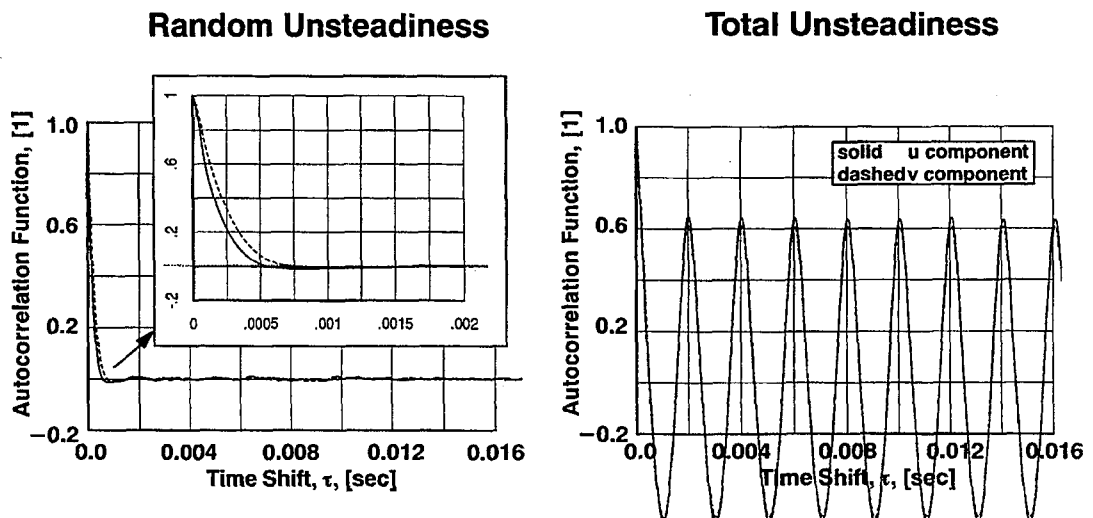 Random Unsteadiness
Total Unsteadiness
Autocorrelation Function, [1]
1.0
0.6
0.2
−0.2
0.0 0.004 0.008 0.012 0.016
Time Shift, τ, [sec]
1
.6
.2
-.2
0 .0005 .001 .0015 .002
Autocorrelation Function, [1]
1.0
0.6
0.2
−0.2
solid u component
dashed v component
0.0 0.004 0.008 0.012 0.016
Time Shift, τ, [sec]